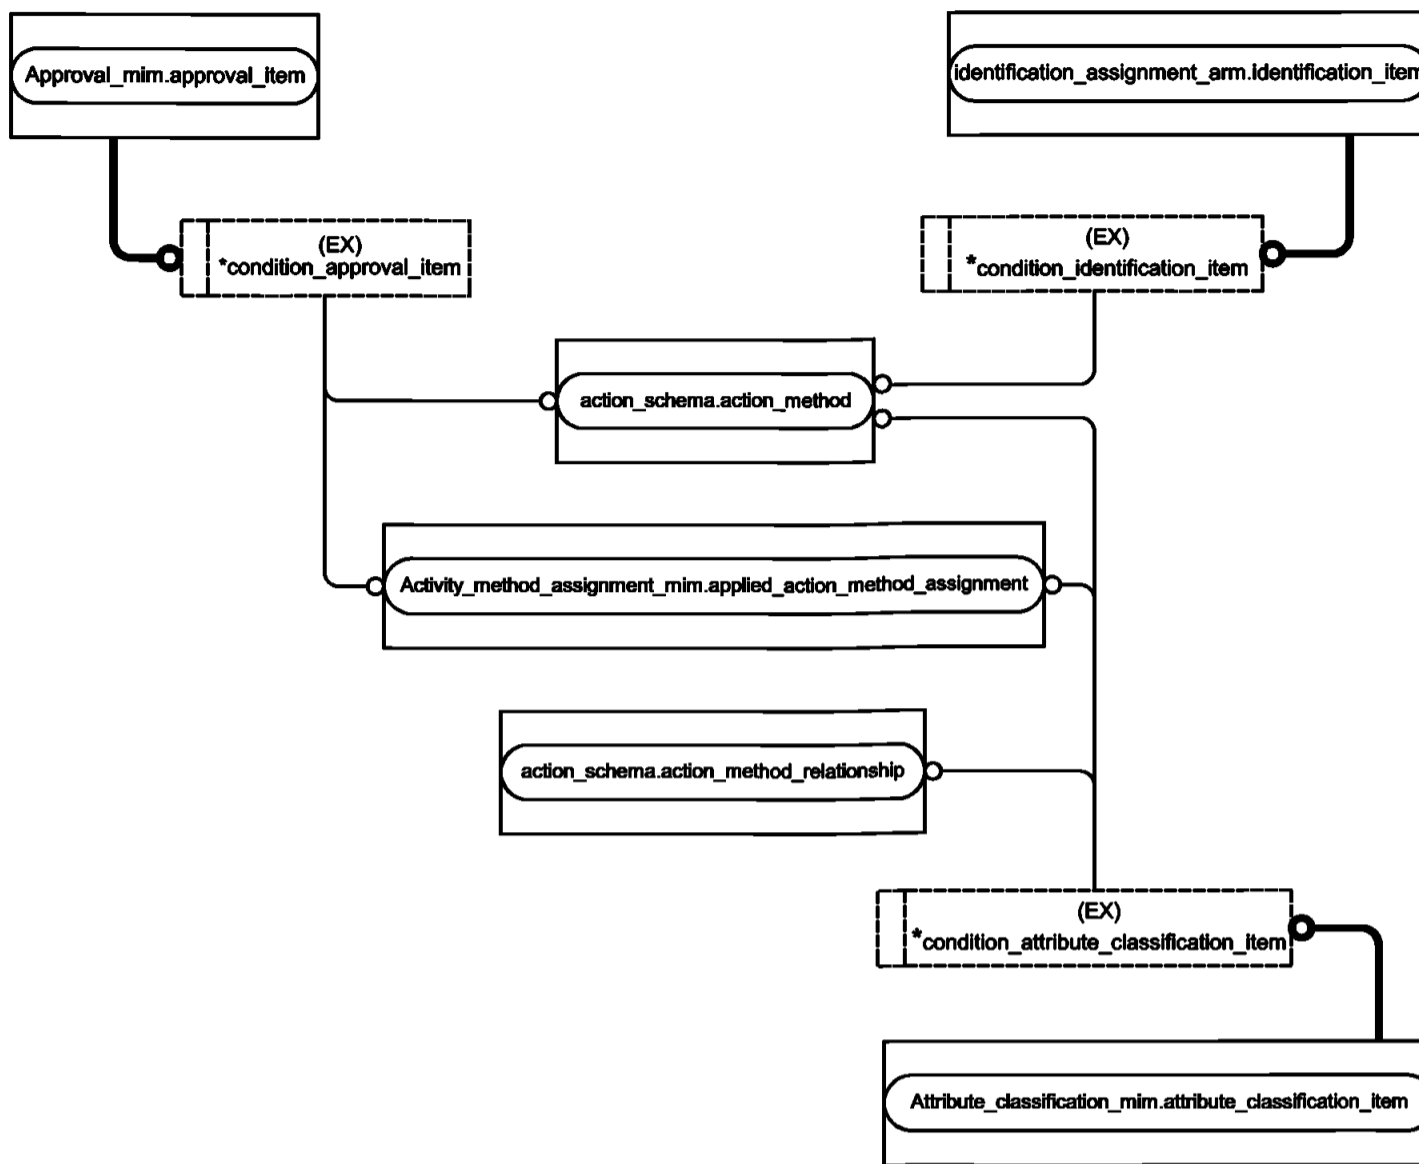 Approval_mim.approval_item
identification_assignment_arm.identification_item
(EX)
*condition_approval_item
(EX)
*condition_identification_item
action_schema.action_method
Activity_method_assignment_mim.applied_action_method_assignment
action_schema.action_method_relationship
(EX)
*condition_attribute_classification_item
Attribute_classification_mim.attribute_classification_item